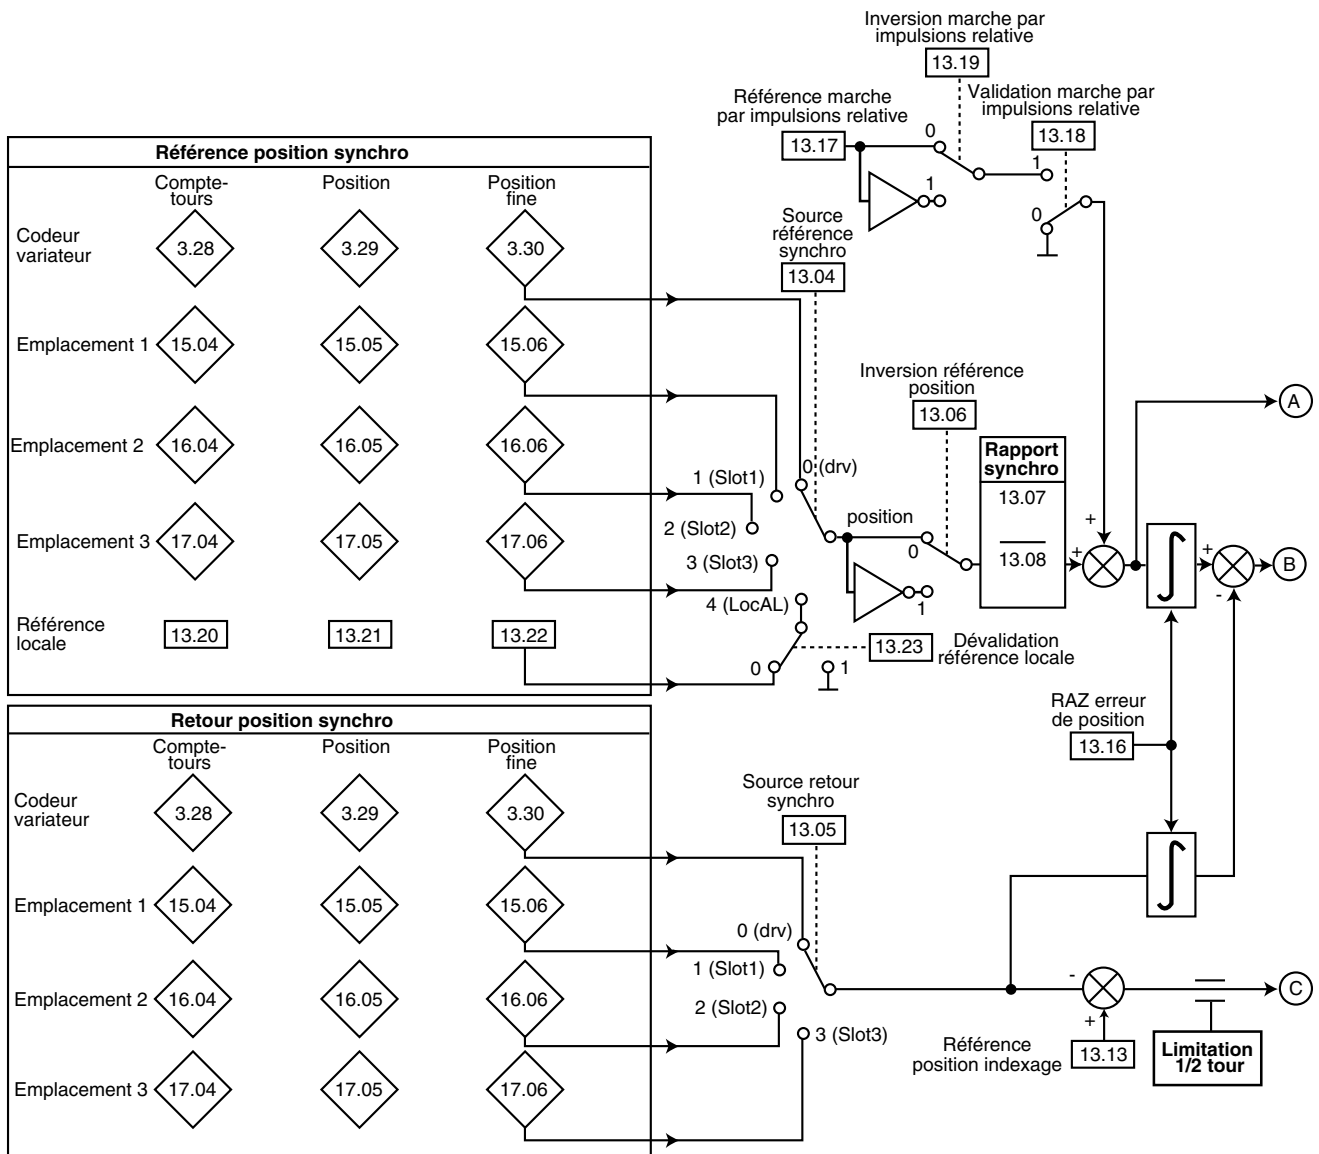 Inversion marche par
impulsions relative
13.19
Référence marche
par impulsions relative
13.17
0
1
Validation marche par
impulsions relative
13.18
1
0
Référence position synchro
Compte-
tours
Position
Position
fine
Codeur
variateur
3.28
3.29
3.30
Emplacement 1
15.04
15.05
15.06
Emplacement 2
16.04
16.05
16.06
Emplacement 3
17.04
17.05
17.06
Référence
locale
13.20
13.21
13.22
Source
référence
synchro
13.04
0 (drv)
1 (Slot1)
2 (Slot2)
3 (Slot3)
4 (LocAL)
0
1
13.23
Dévalidation
référence locale
position
Inversion référence
position
13.06
0
1
Rapport
synchro
13.07
13.08
+
+
A
+
-
B
RAZ erreur
de position
13.16
Retour position synchro
Compte-
tours
Position
Position
fine
Codeur
variateur
3.28
3.29
3.30
Emplacement 1
15.04
15.05
15.06
Emplacement 2
16.04
16.05
16.06
Emplacement 3
17.04
17.05
17.06
Source retour
synchro
13.05
0 (drv)
1 (Slot1)
2 (Slot2)
3 (Slot3)
-
+
C
Référence
position indexage
13.13
Limitation
1/2 tour